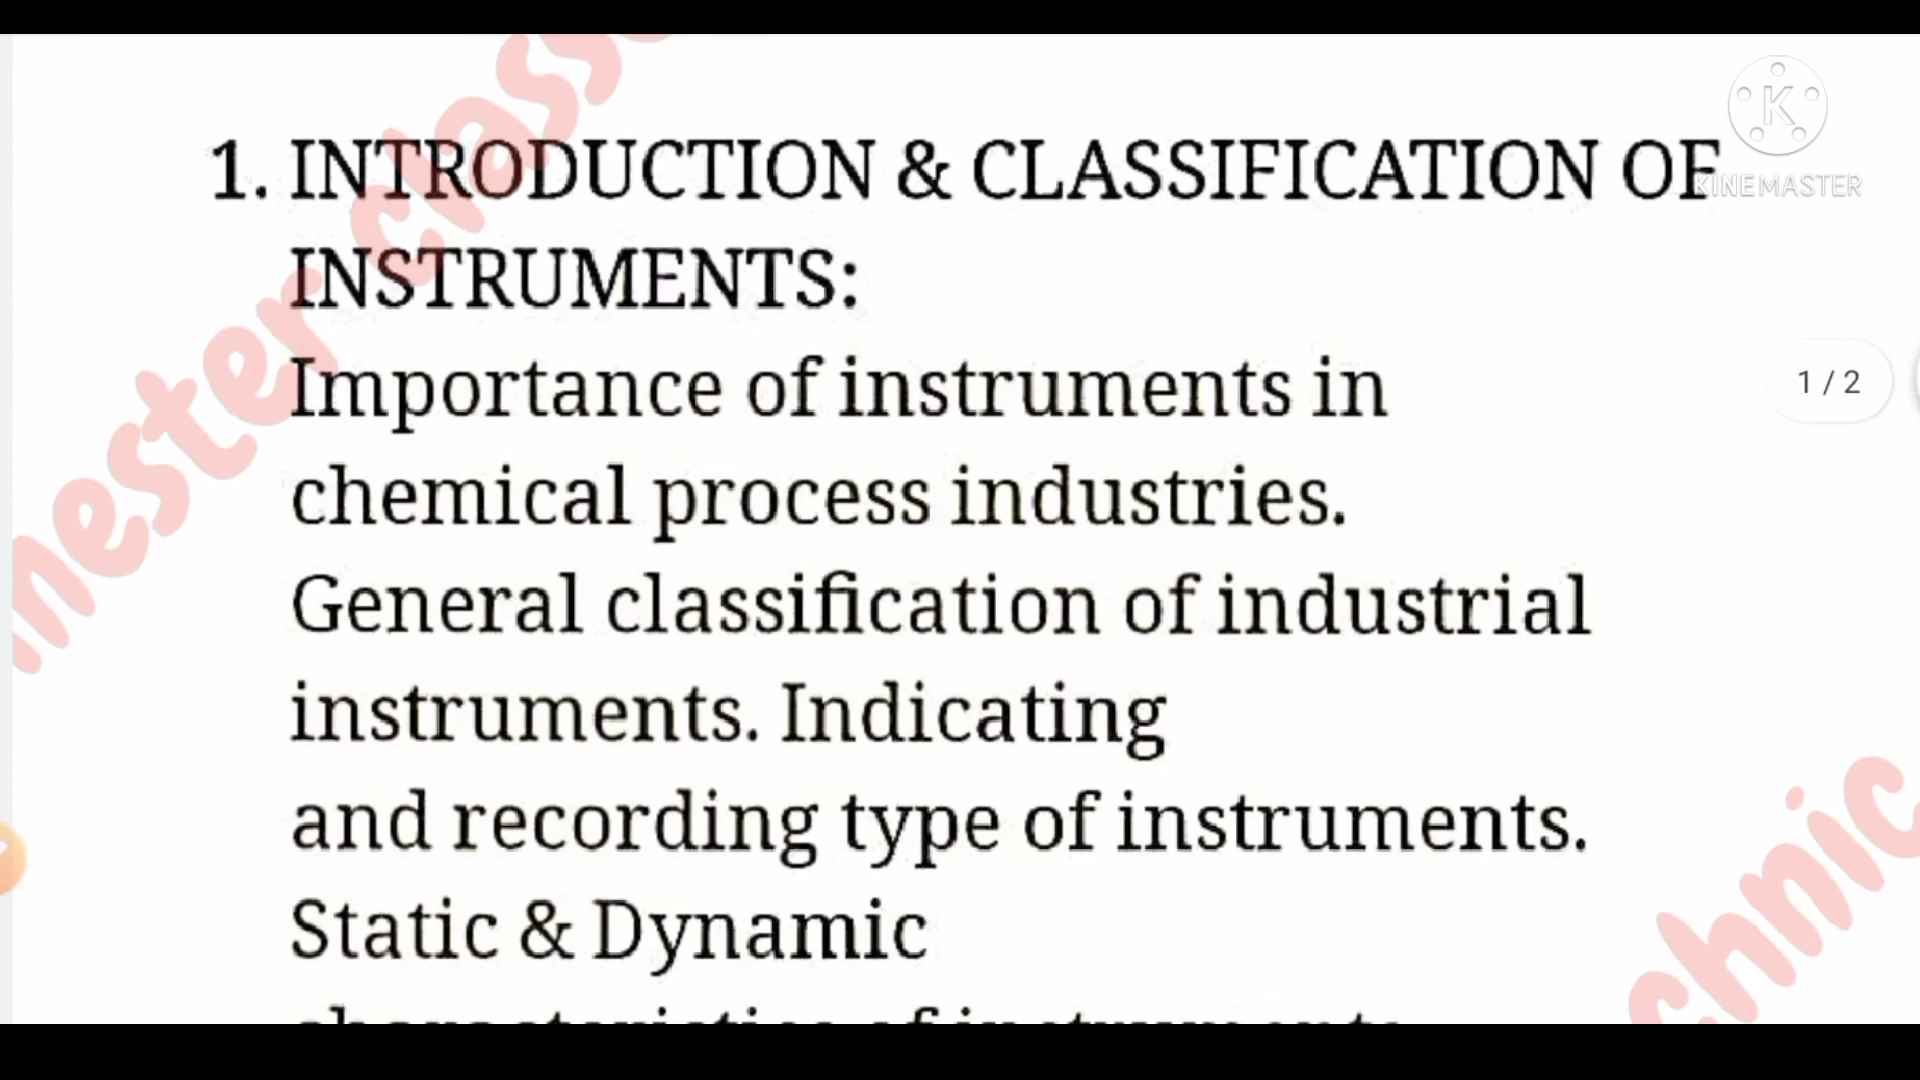 1. INTRODUCTION & CLASSIFICATION OF
INSTRUMENTS:
Importance of instruments in
chemical process industries.
General classification of industrial
instruments. Indicating
and recording type of instruments.
Static & Dynamic
KINEMASTER
K
1 / 2